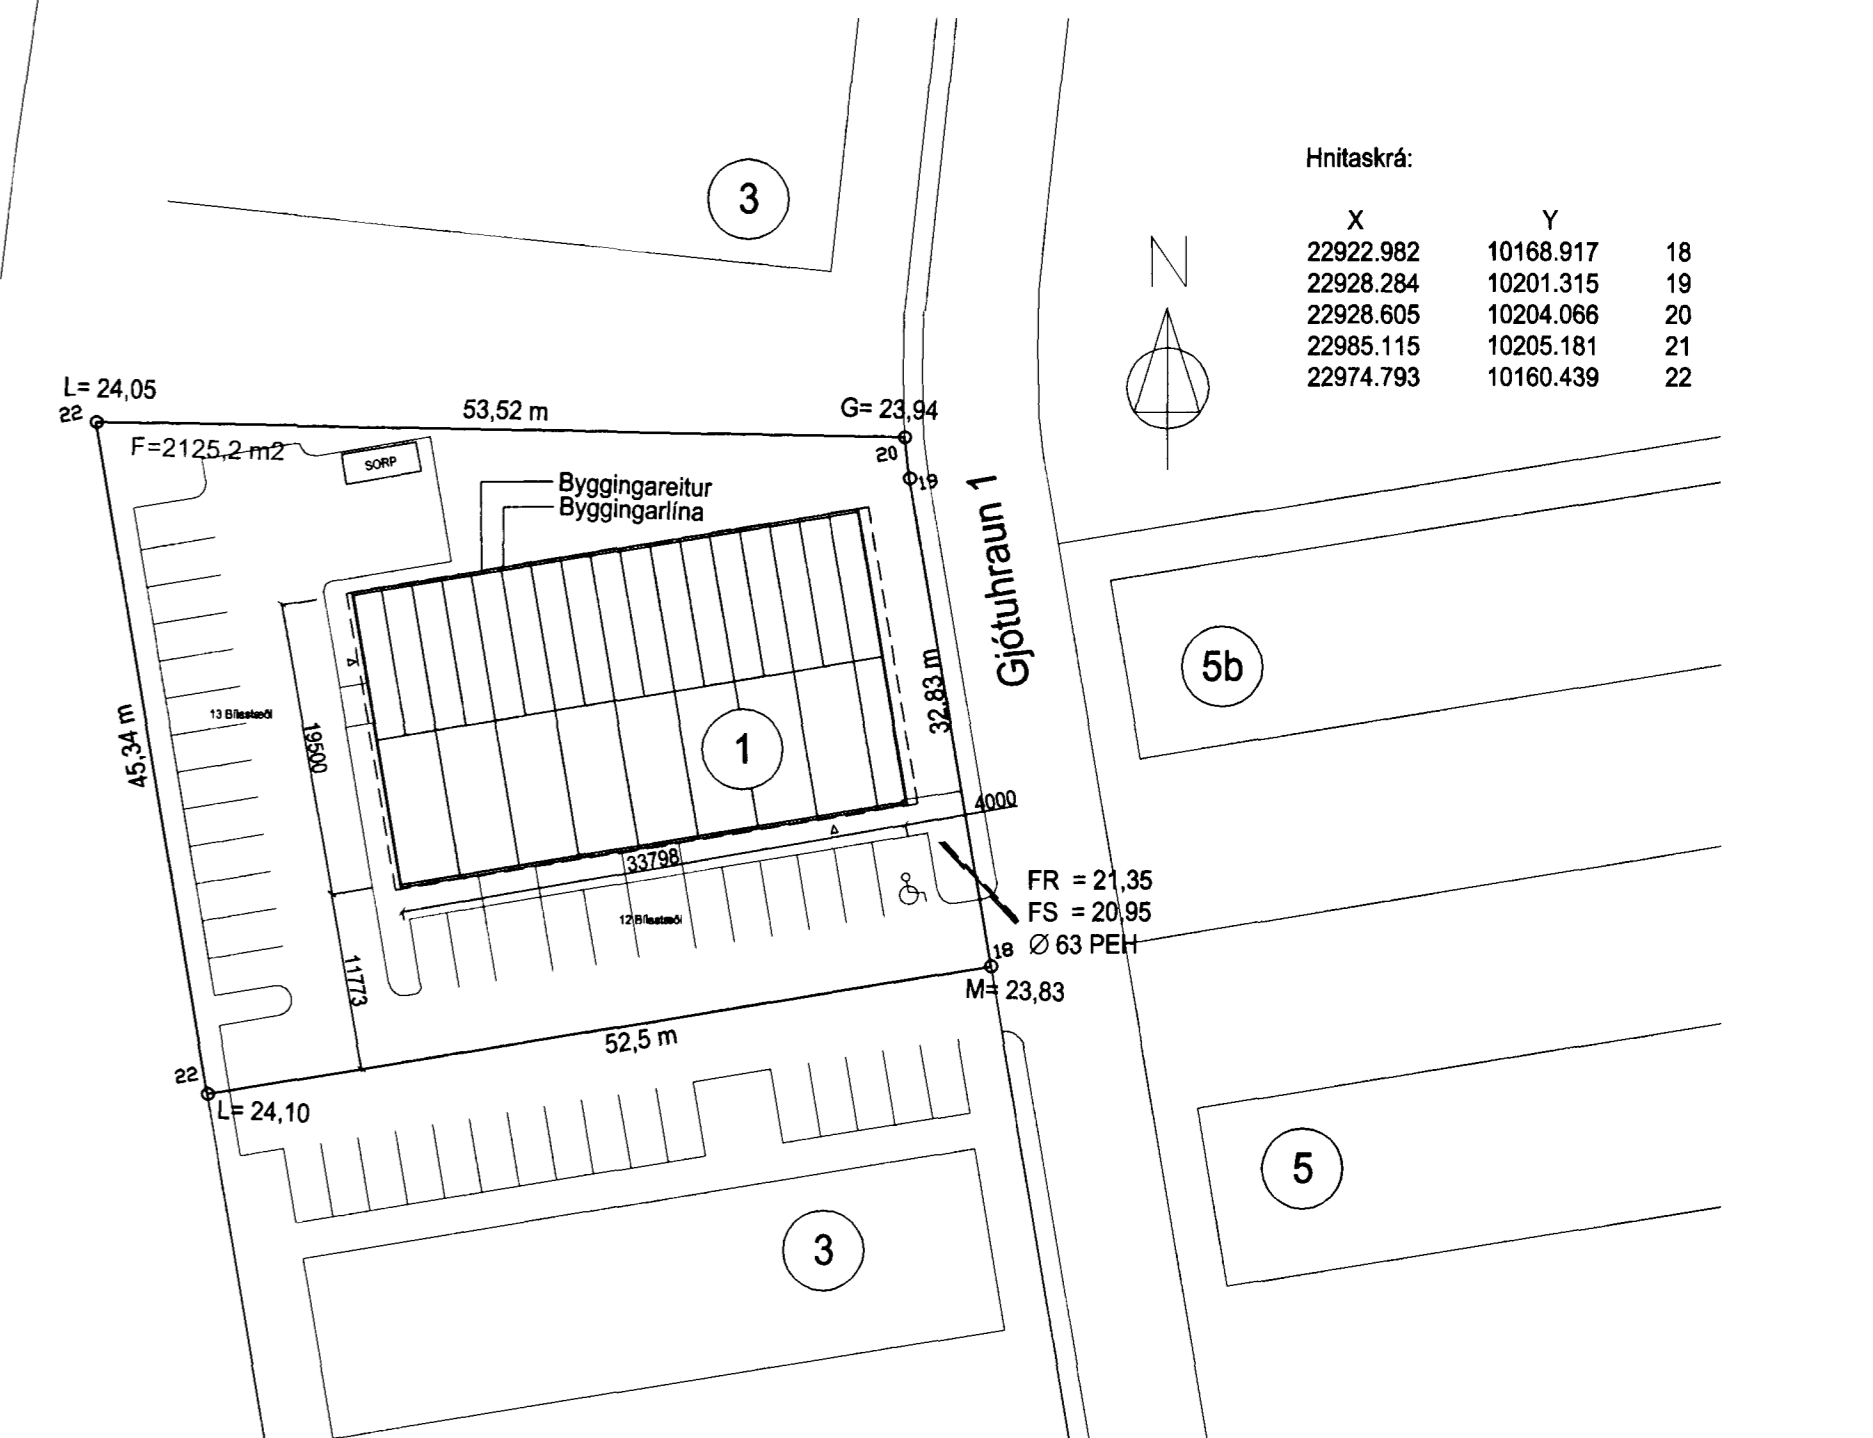 3
Hnitaskrá:
X Y
22922.982 10168.917 18
22928.284 10201.315 19
22928.605 10204.066 20
22985.115 10205.181 21
22974.793 10160.439 22
N
L= 24,05
22
53,52 m
G= 23,94
F=2125,2 m2
SORP
20
19
Byggingareitur
Byggingarlína
Gjótuhraun 1
5b
32,83 m
13 Bílastæði
45,34 m
19500
1
4000
33798
FR = 21,35
FS = 20,95
Ø 63 PEH
12 Bílastæði
18
11773
M= 23,83
52,5 m
22
L= 24,10
5
3